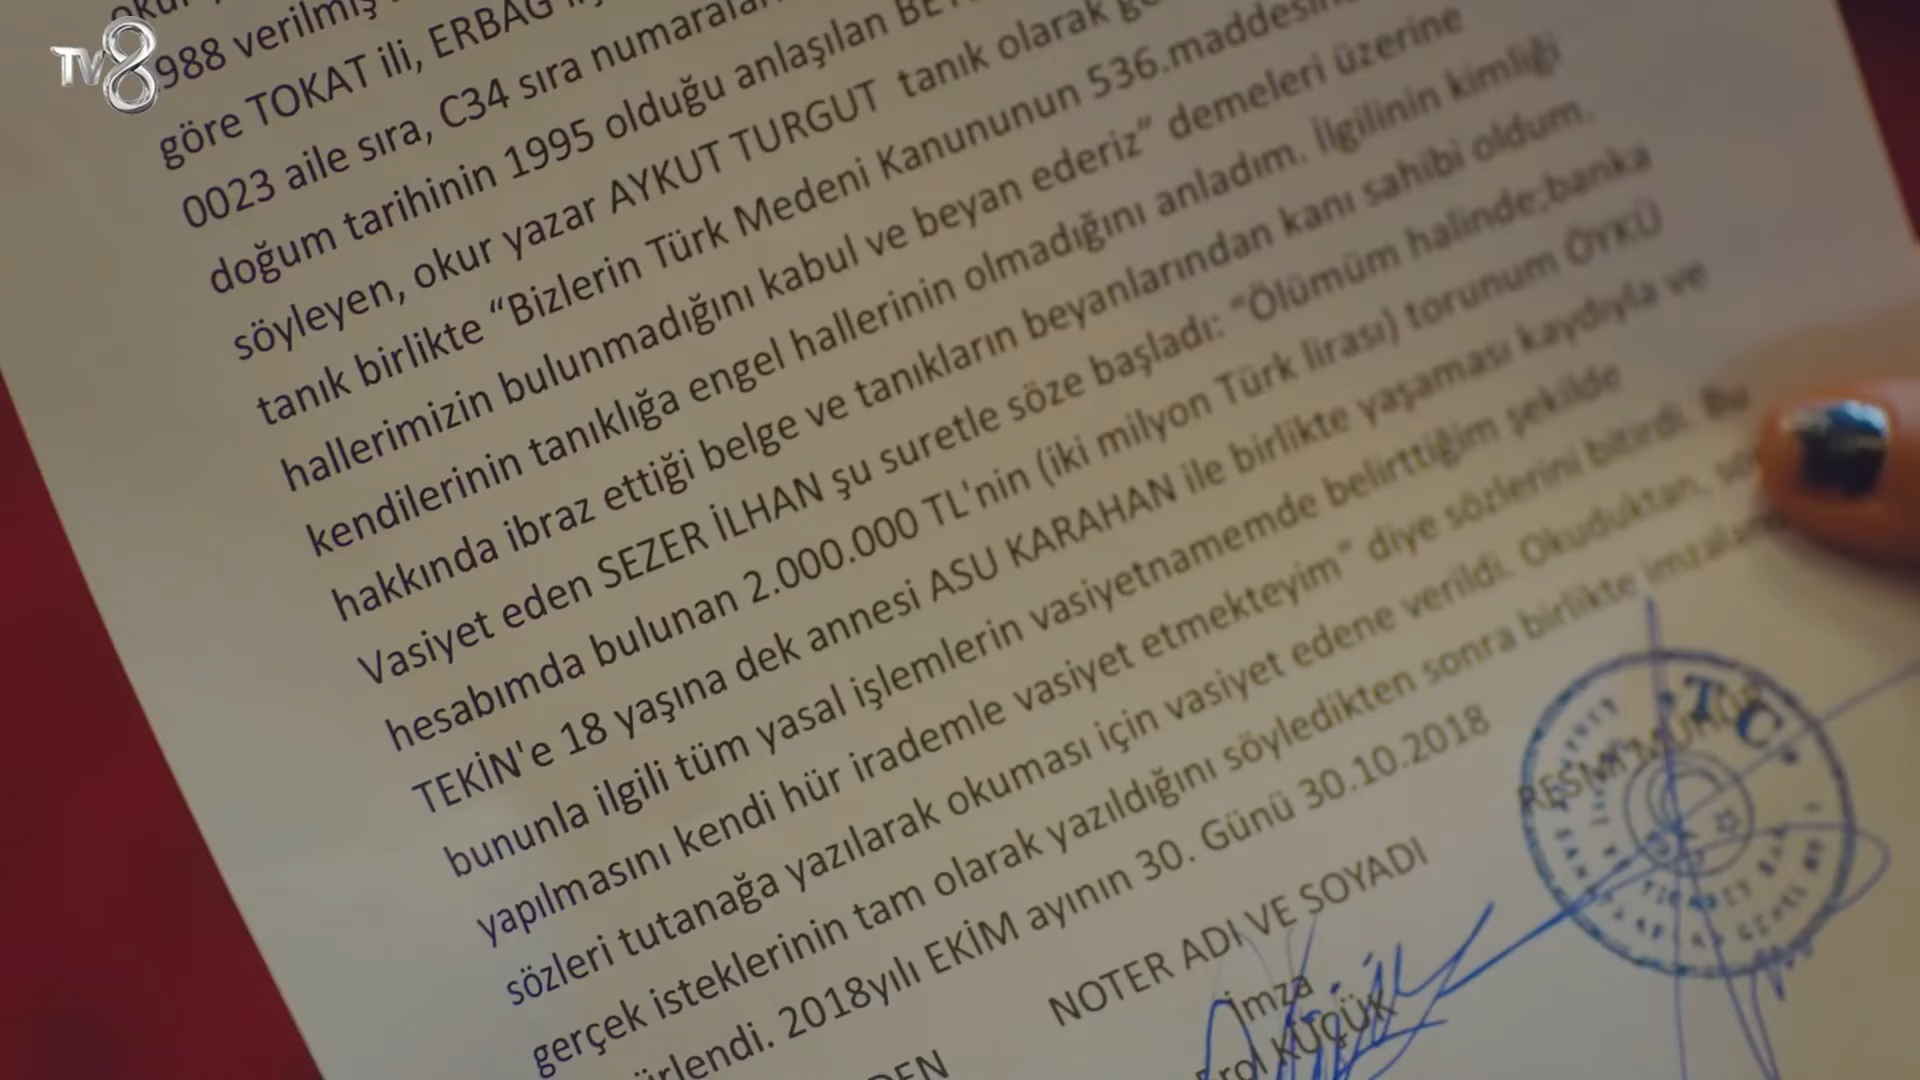 TV8
988 verilmiş
göre TOKAT ili, ERBAG
0023 aile sıra, C34 sıra
doğum tarihinin 1995 olduğu anlaşılan
söyleyen, okur yazar AYKUT TURGUT tanık olarak
tanık birlikte “Bizlerin Türk Medeni Kanununun 536.
hallerimizin bulunmadığını kabul ve beyan ederiz” demeleri üzerine
kendilerinin tanıklığa engel hallerinin olmadığını anladım. İlgilinin kimliği
hakkında ibraz ettiği belge ve tanıkların beyanlarından kanı sahibi oldum.
Vasiyet eden SEZER İLHAN şu suretle söze başladı: “Ölümüm halinde;banka
hesabımda bulunan 2.000.000 TL'nin (iki milyon Türk lirası) torunum ÖYKÜ
TEKİN'e 18 yaşına dek annesi ASU KARAHAN ile birlikte yaşaması kaydıyla ve
bununla ilgili tüm yasal işlemlerin vasiyetnamemde belirttiğim şekilde
yapılmasını kendi hür irademle vasiyet etmekteyim” diye sözlerini bitirdi. Bu
sözleri tutanağa yazılarak okuması için vasiyet edene verildi. Okuduktan,
gerçek isteklerinin tam olarak yazıldığını söyledikten sonra birlikte
2018yılı EKİM ayının 30. Günü 30.10.2018
RESMİ MÜHÜR
T.C.
NOTER ADI VE SOYADI
İmza
KÜÇÜK